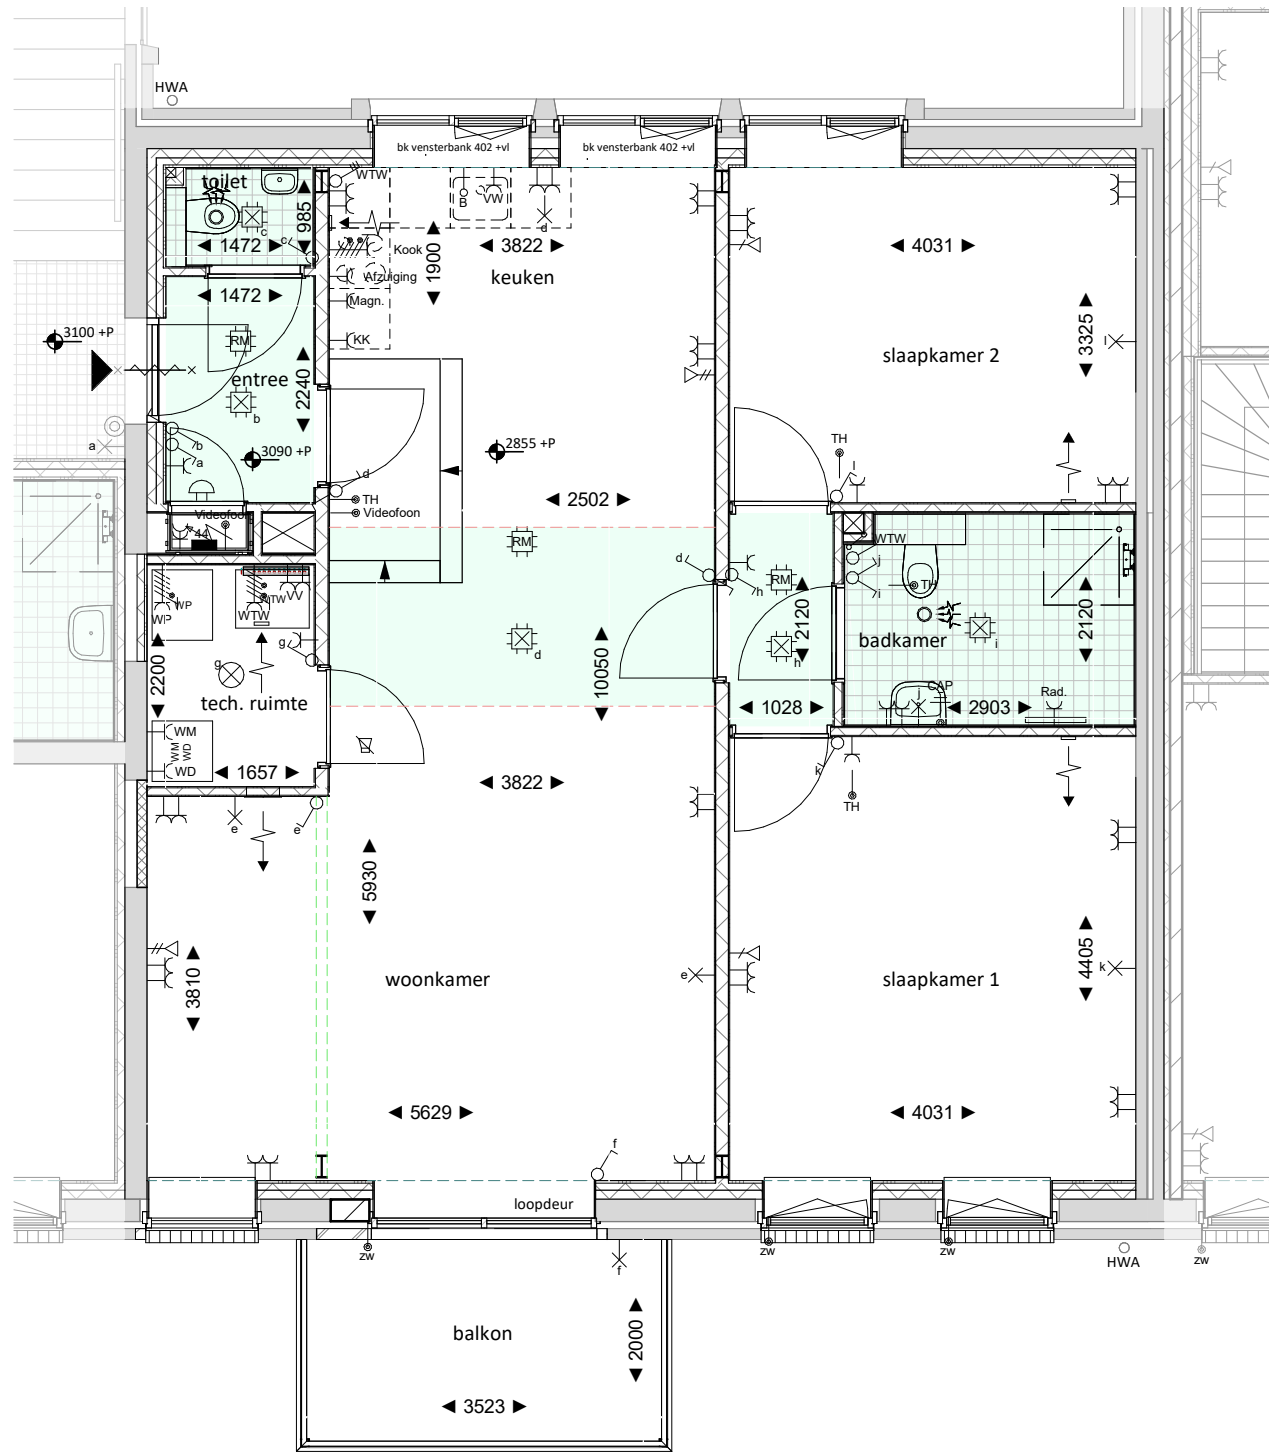 HWA
bk vensterbank 402 +vl
bk vensterbank 402 +vl
toilet
WTW
B
VW
d
985
c
c
1472
1900
Kook
3822
4031
keuken
Afzuiging
1472
Magn.
3100 +P
RM
KK
3325
l
slaapkamer 2
entree
2240
b
a
b
a
3090 +P
2855 +P
TH
d
l
TH
Videofoon
2502
Videofoon
44
RM
d
WTW
j
i
TH
RM
h
WP
WP
WTW
WTW
VV
g
g
d
h
2120
badkamer
i
2120
2200
10050
tech. ruimte
CAP
Rad.
1028
2903
WM
WM
WD
WD
1657
3822
k
TH
e
e
5930
3810
woonkamer
e
slaapkamer 1
4405
k
5629
4031
f
loopdeur
zw
f
zw
zw
HWA
zw
balkon
2000
3523